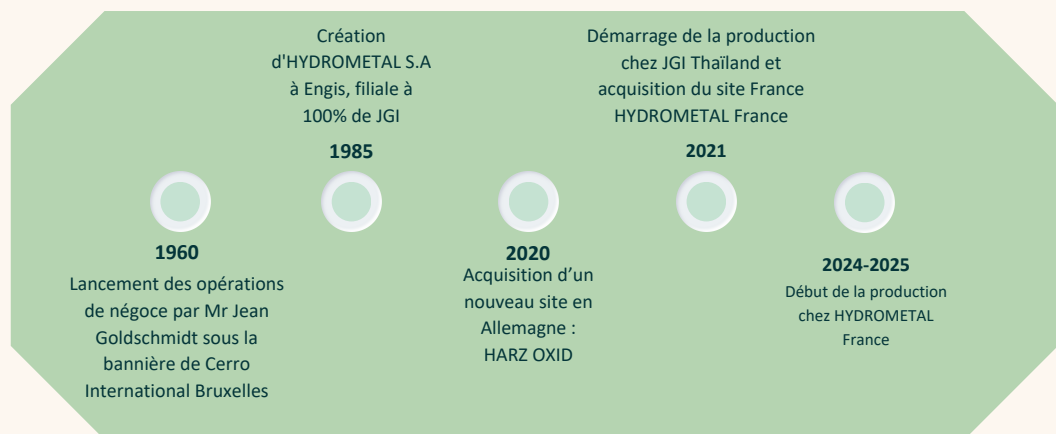 1960
Lancement des opérations
de négoce par Mr Jean
Goldschmidt sous la
bannière de Cerro
International Bruxelles
Création
d'HYDROMETAL S.A
à Engis, filiale à
100% de JGI
1985
2020
Acquisition d’un
nouveau site en
Allemagne :
HARZ OXID
Démarrage de la production
chez JGI Thaïland et
acquisition du site France
HYDROMETAL France
2021
2024-2025
Début de la production
chez HYDROMETAL
France